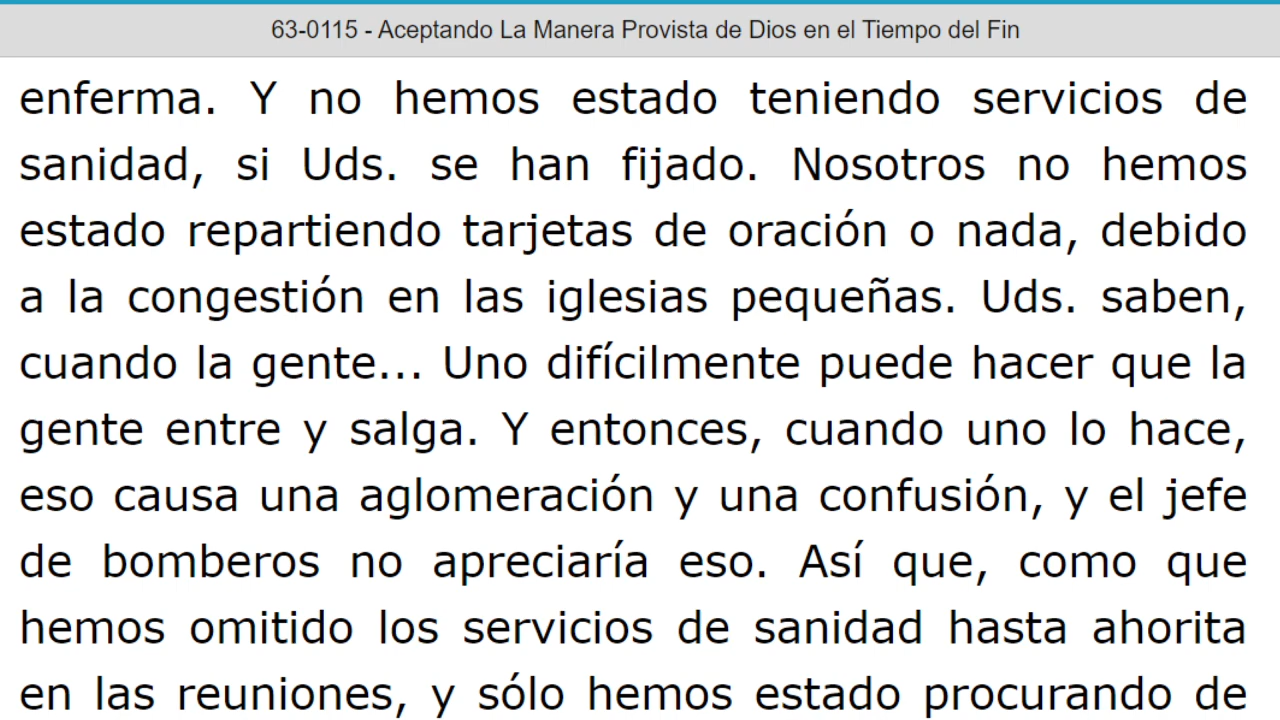 63-0115 - Aceptando La Manera Provista de Dios en el Tiempo del Fin
enferma. Y no hemos estado teniendo servicios de
sanidad, si Uds. se han fijado. Nosotros no hemos
estado repartiendo tarjetas de oración o nada, debido
a la congestión en las iglesias pequeñas. Uds. saben,
cuando la gente... Uno difícilmente puede hacer que la
gente entre y salga. Y entonces, cuando uno lo hace,
eso causa una aglomeración y una confusión, y el jefe
de bomberos no apreciaría eso. Así que, como que
hemos omitido los servicios de sanidad hasta ahorita
en las reuniones, y sólo hemos estado procurando de